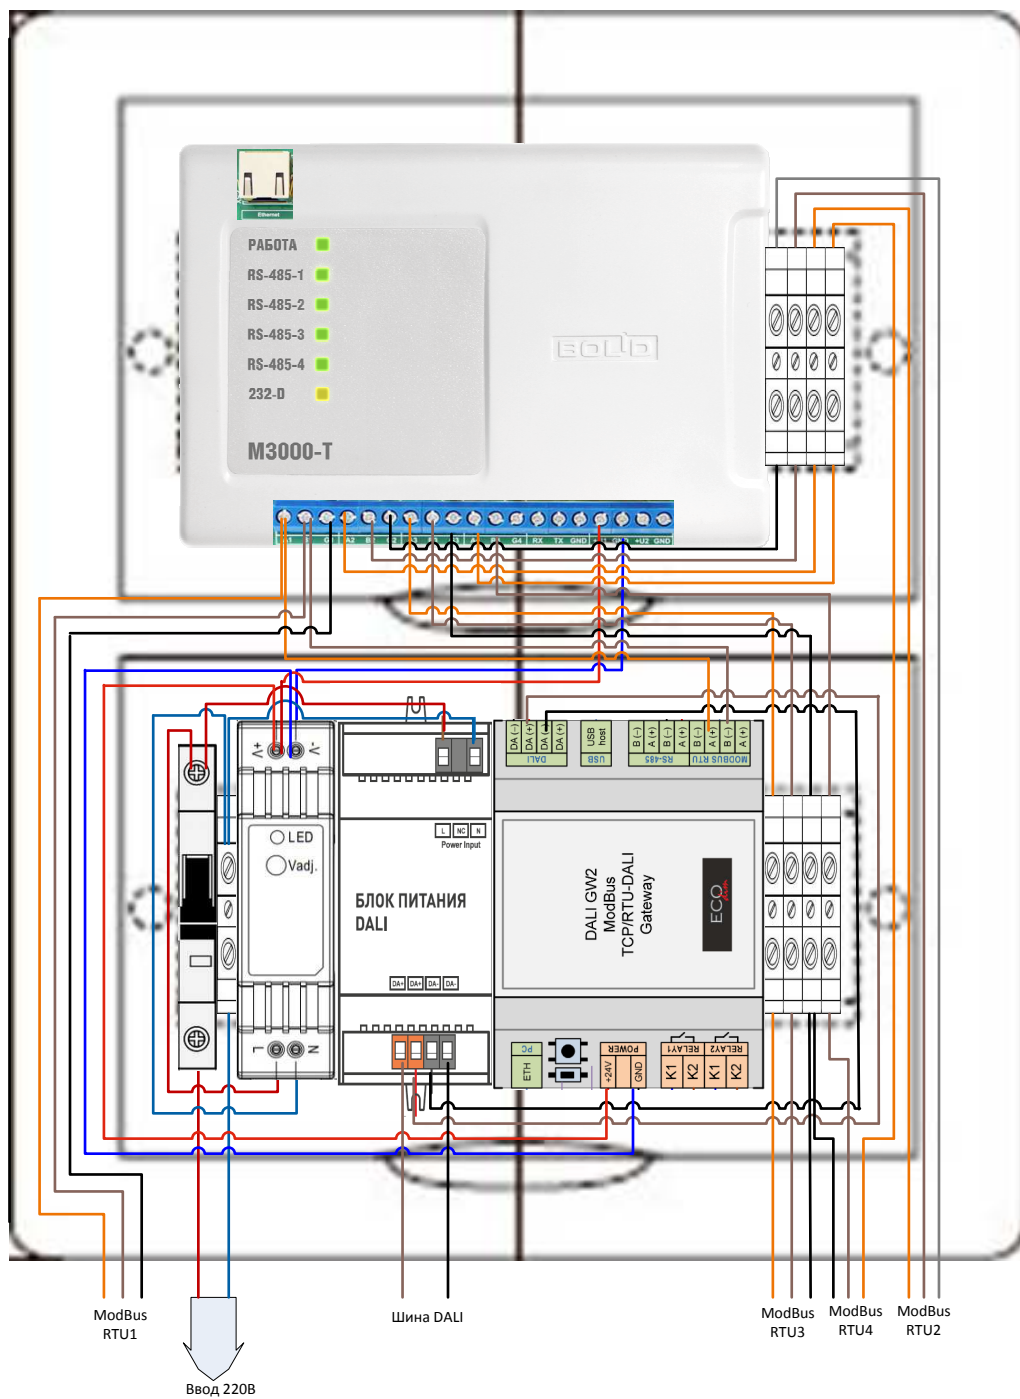 Ethernet
РАБОТА
RS-485-1
RS-485-2
RS-485-3
RS-485-4
232-D
BOLID
М3000-Т
A2
G4
RX
TX
GND
+U2
GND
+V
-V
LED
Vadj.
L
N
L
NC
N
Power Input
БЛОК ПИТАНИЯ
DALI
DA+
DA+
DA-
DA-
DA (-)
DA (+)
DA (-)
DA (+)
DALI
USB
host
USB
B (-)
A (+)
B (-)
A (+)
RS-485
B (-)
A (+)
B (-)
A (+)
MODBUS RTU
DALI GW2
ModBus
TCP/RTU-DALI
Gateway
ECO
dim
PC
ETH
POWER
+24V
GND
RELAY1
K1
K2
RELAY2
K1
K2
ModBus
RTU1
Ввод 220В
Шина DALI
ModBus
RTU3
ModBus
RTU4
ModBus
RTU2